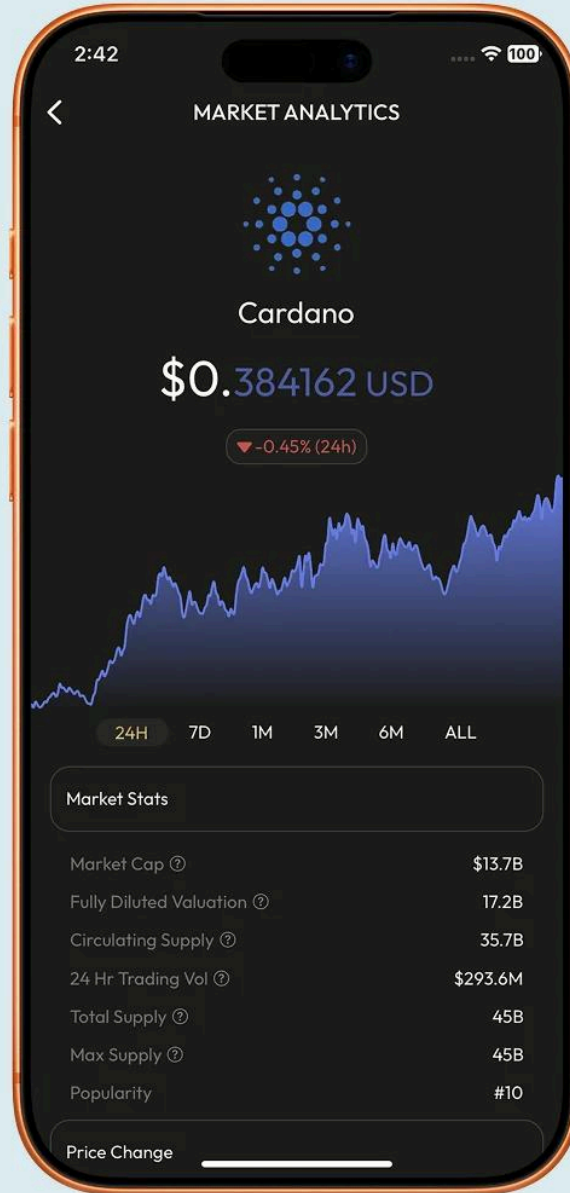 2:42
100
MARKET ANALYTICS
Cardano
$0.384162 USD
-0.45% (24h)
24H 7D 1M 3M 6M ALL
Market Stats
Market Cap ? $13.7B
Fully Diluted Valuation ? 17.2B
Circulating Supply ? 35.7B
24 Hr Trading Vol ? $293.6M
Total Supply ? 45B
Max Supply ? 45B
Popularity #10
Price Change